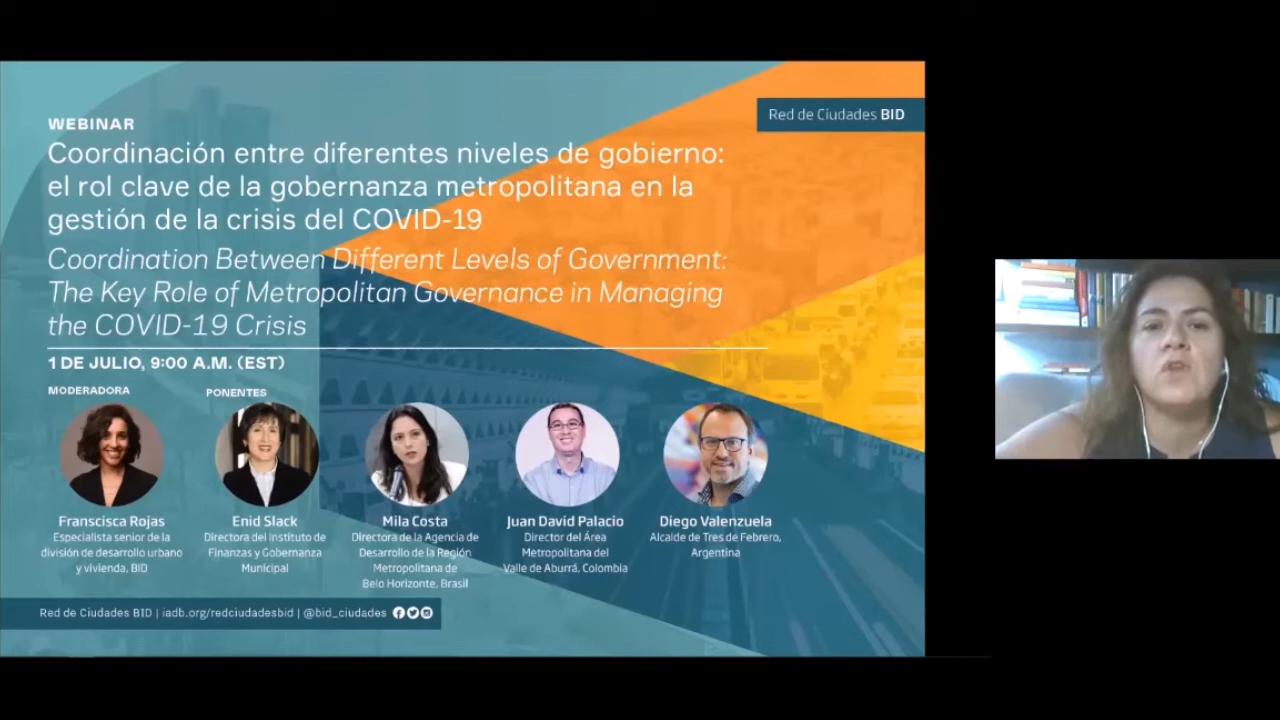 Red de Ciudades BID
WEBINAR
Coordinación entre diferentes niveles de gobierno:
el rol clave de la gobernanza metropolitana en la
gestión de la crisis del COVID-19
Coordination Between Different Levels of Government:
The Key Role of Metropolitan Governance in Managing
the COVID-19 Crisis
1 DE JULIO, 9:00 A.M. (EST)
MODERADORA
PONENTES
Franscisca Rojas
Especialista senior de la
división de desarrollo urbano
y vivienda, BID
Enid Slack
Directora del Instituto de
Finanzas y Gobernanza
Municipal
Mila Costa
Directora de la Agencia de
Desarrollo de la Región
Metropolitana de
Belo Horizonte, Brasil
Juan David Palacio
Director del Área
Metropolitana del
Valle de Aburrá, Colombia
Diego Valenzuela
Alcalde de Tres de Febrero,
Argentina
Red de Ciudades BID | iadb.org/redciudadesbid | @bid_ciudades